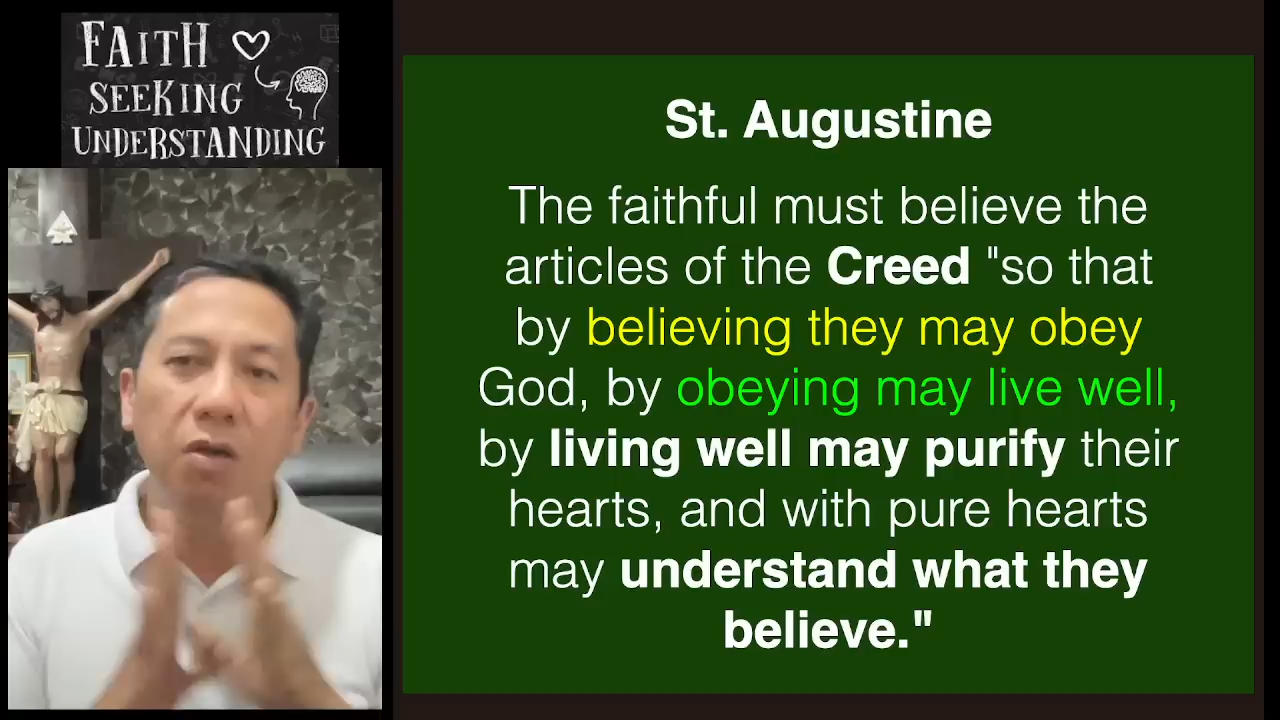 FAITH
SEEKING
UNDERSTANDING
St. Augustine
The faithful must believe the
articles of the Creed "so that
by believing they may obey
God, by obeying may live well,
by living well may purify their
hearts, and with pure hearts
may understand what they
believe."